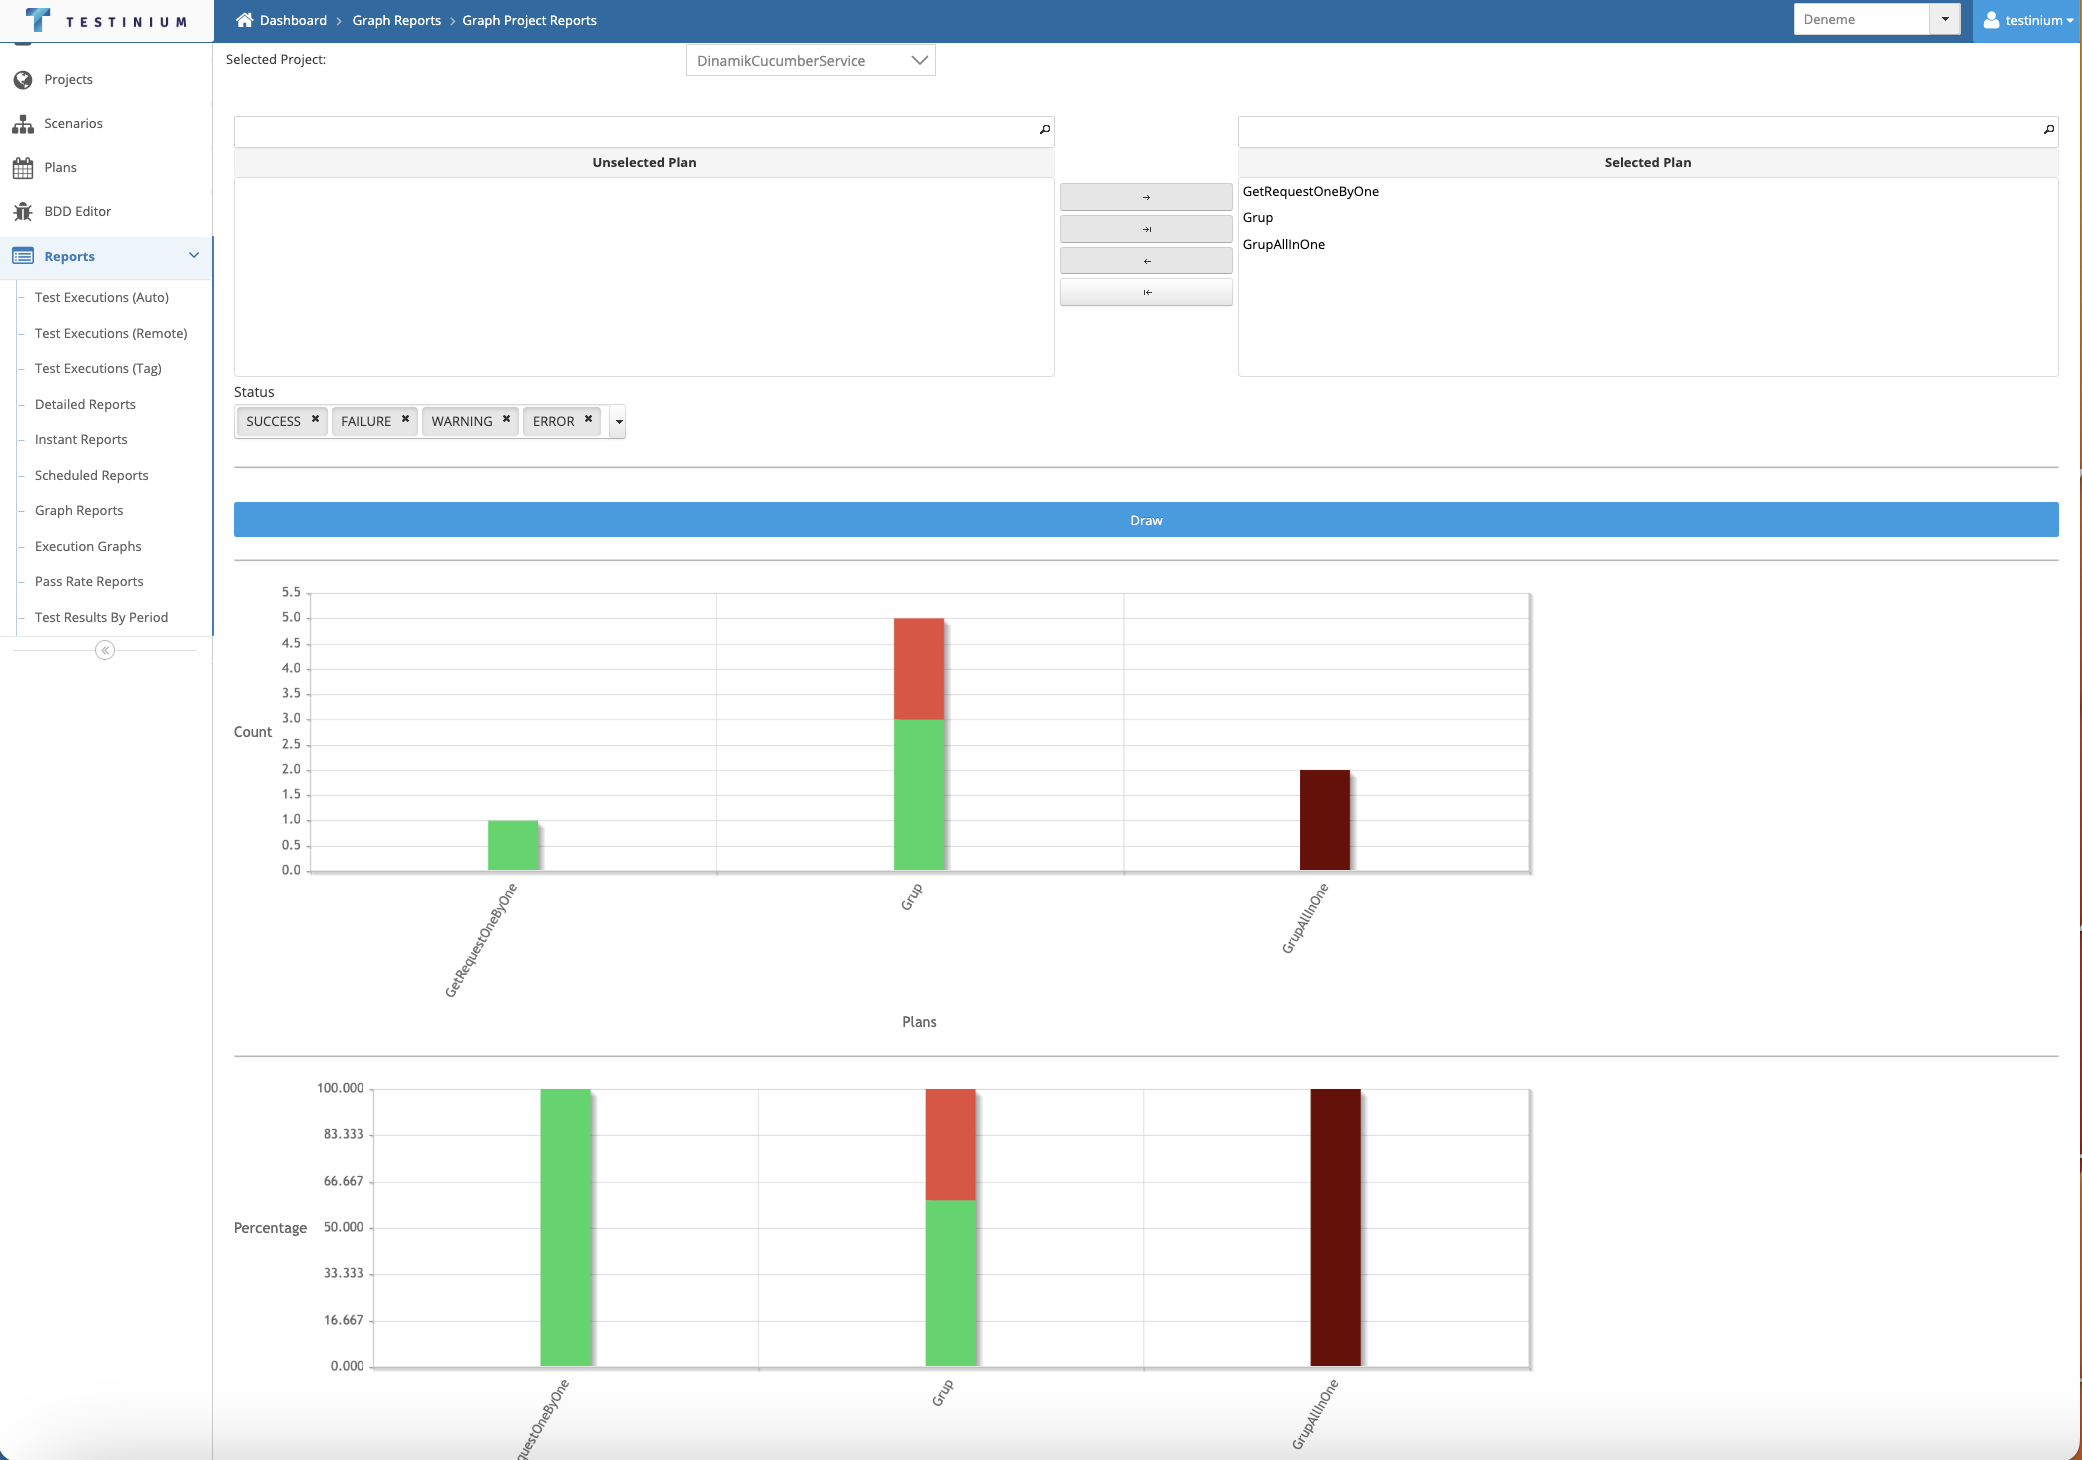 TESTINIUM
Dashboard > Graph Reports > Graph Project Reports
Deneme
testinium
Selected Project:
DinamikCucumberService
Projects
Scenarios
Plans
BDD Editor
Reports
Test Executions (Auto)
Test Executions (Remote)
Test Executions (Tag)
Detailed Reports
Instant Reports
Scheduled Reports
Graph Reports
Execution Graphs
Pass Rate Reports
Test Results By Period
Unselected Plan
Selected Plan
GetRequestOneByOne
Grup
GrupAllInOne
Status
SUCCESS
FAILURE
WARNING
ERROR
Draw
5.5
5.0
4.5
4.0
3.5
3.0
Count
2.5
2.0
1.5
1.0
0.5
0.0
GetRequestOneByOne
Grup
GrupAllInOne
Plans
100.000
83.333
66.667
Percentage
50.000
33.333
16.667
0.000
questOneByOne
Grup
GrupAllInOne